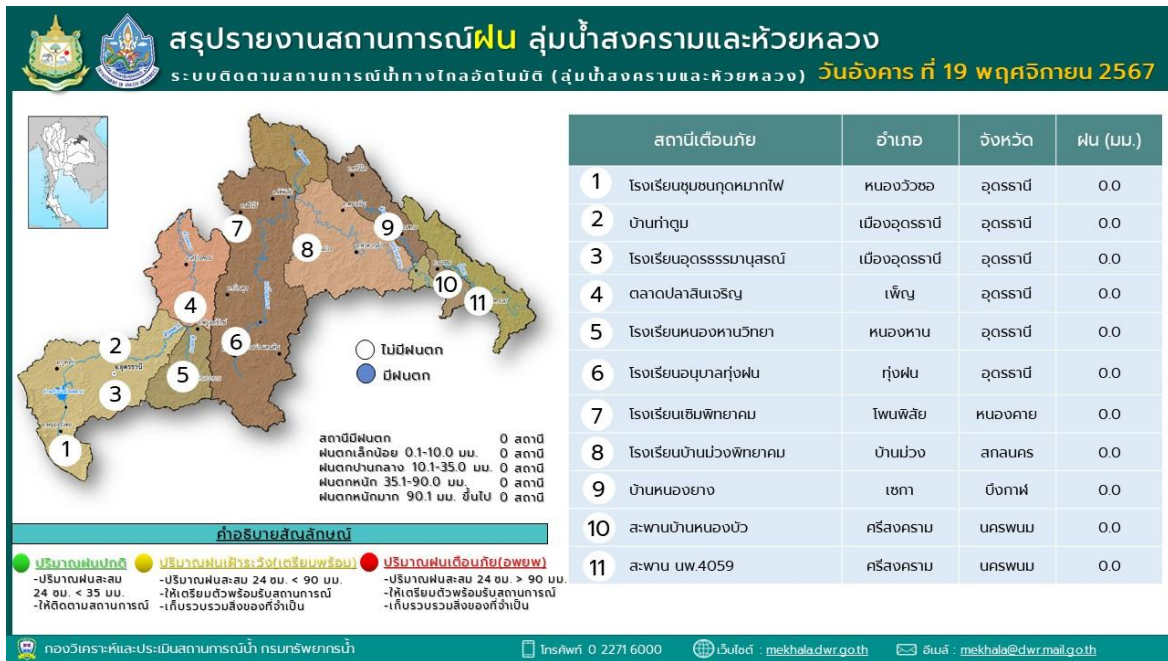 สรุปรายงานสถานการณ์ฝน ลุ่มน้ำสงครามและห้วยหลวง
ระบบติดตามสถานการณ์น้ำทางไกลอัตโนมัติ (ลุ่มน้ำสงครามและห้วยหลวง) วันอังคาร ที่ 19 พฤศจิกายน 2567
สถานีเตือนภัย อำเภอ จังหวัด ฝน (มม.)
1 โรงเรียนชุมชนกุดหมากไฟ หนองวัวซอ อุดรธานี 0.0
2 บ้านท่าตูม เมืองอุดรธานี อุดรธานี 0.0
3 โรงเรียนอุดรธรรมานุสรณ์ เมืองอุดรธานี อุดรธานี 0.0
4 ตลาดปลาสินเจริญ เพ็ญ อุดรธานี 0.0
5 โรงเรียนหนองหานวิทยา หนองหาน อุดรธานี 0.0
6 โรงเรียนอนุบาลทุ่งฝน ทุ่งฝน อุดรธานี 0.0
7 โรงเรียนเซิมพิทยาคม โพนพิสัย หนองคาย 0.0
8 โรงเรียนบ้านม่วงพิทยาคม บ้านม่วง สกลนคร 0.0
9 บ้านหนองยาง เซกา บึงกาฬ 0.0
10 สะพานบ้านหนองบัว ศรีสงคราม นครพนม 0.0
11 สะพาน นพ.4059 ศรีสงคราม นครพนม 0.0
7
8
9
10
11
4
2
6
5
3
1
จ.อุดรธานี
ไม่มีฝนตก
มีฝนตก
สถานีมีฝนตก 0 สถานี
ฝนตกเล็กน้อย 0.1-10.0 มม. 0 สถานี
ฝนตกปานกลาง 10.1-35.0 มม. 0 สถานี
ฝนตกหนัก 35.1-90.0 มม. 0 สถานี
ฝนตกหนักมาก 90.1 มม. ขึ้นไป 0 สถานี
คำอธิบายสัญลักษณ์
ปริมาณฝนปกติ
-ปริมาณฝนสะสม
24 ชม. < 35 มม.
-ให้ติดตามสถานการณ์
ปริมาณฝนเฝ้าระวัง(เตรียมพร้อม)
-ปริมาณฝนสะสม 24 ชม. < 90 มม.
-ให้เตรียมตัวพร้อมรับสถานการณ์
-เก็บรวบรวมสิ่งของที่จำเป็น
ปริมาณฝนเตือนภัย(อพยพ)
-ปริมาณฝนสะสม 24 ชม. > 90 มม.
-ให้เตรียมตัวพร้อมรับสถานการณ์
-เก็บรวบรวมสิ่งของที่จำเป็น
กองวิเคราะห์และประเมินสถานการณ์น้ำ กรมทรัพยากรน้ำ โทรศัพท์ 0 2271 6000 เว็บไซต์ : mekhala.dwr.go.th อีเมล์ : mekhala@dwr.mail.go.th